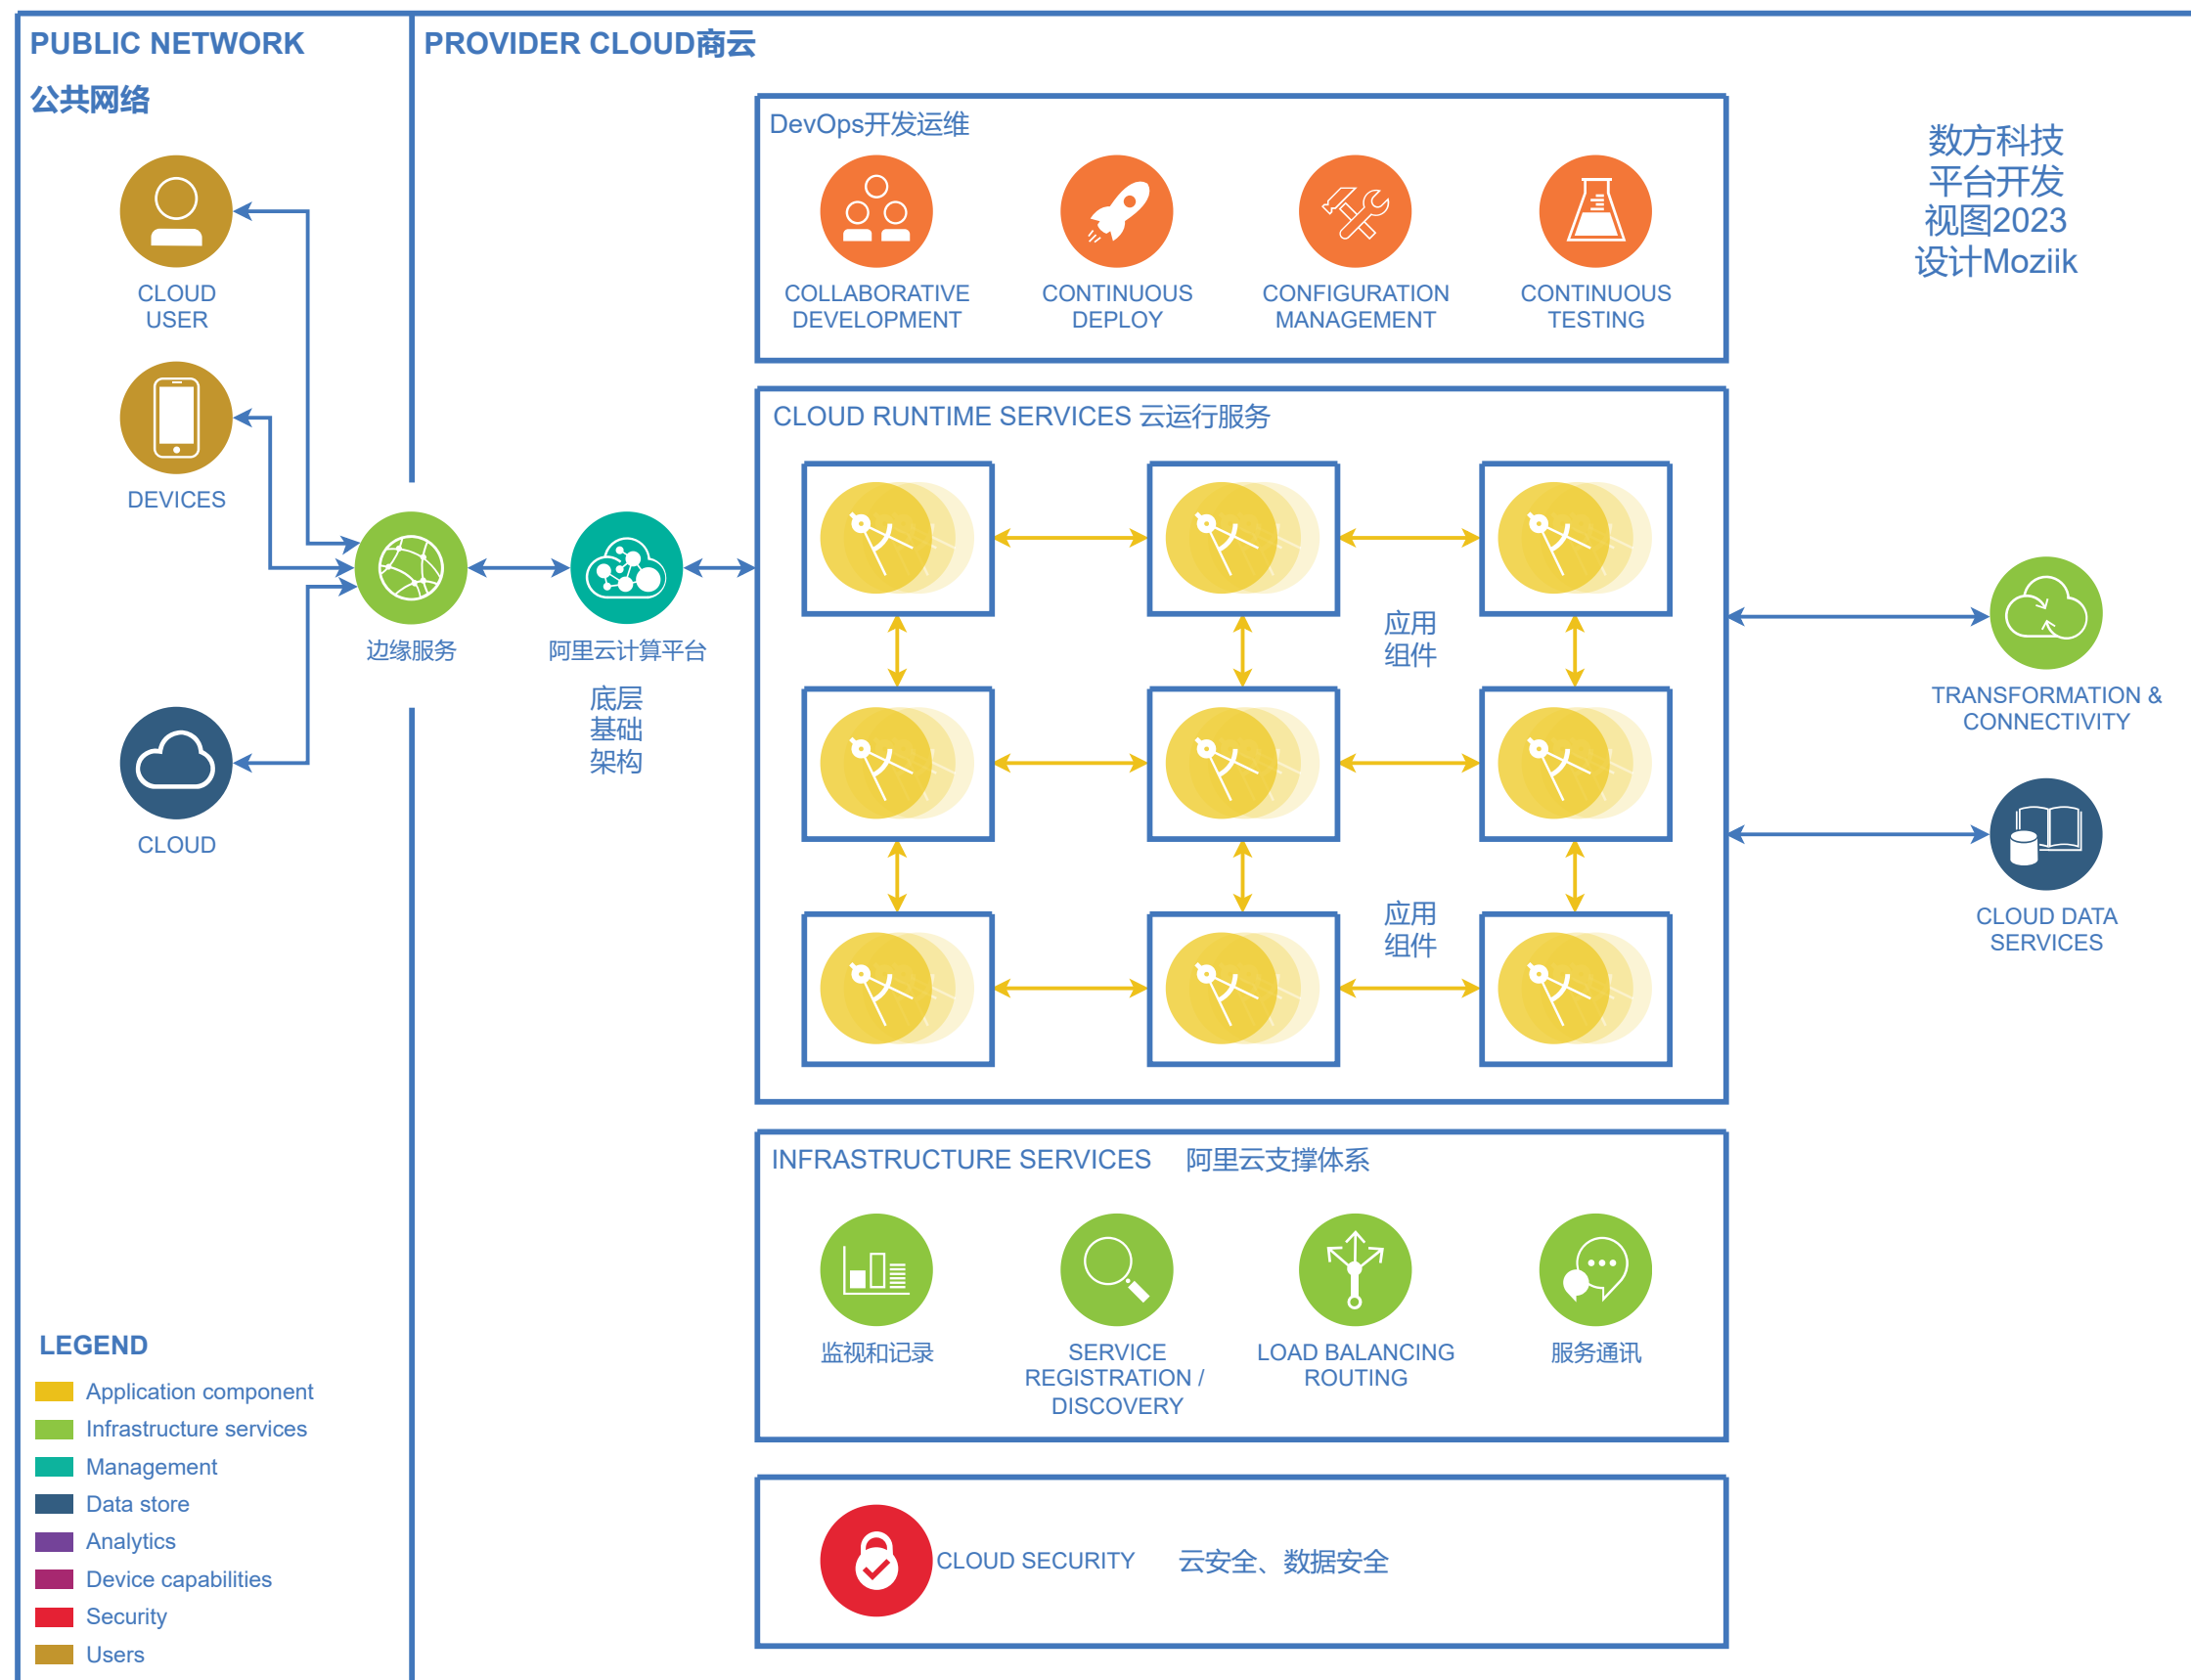 PUBLIC NETWORK
公共网络
PROVIDER CLOUD商云
CLOUD
USER
DEVICES
CLOUD
边缘服务
阿里云计算平台
底层
基础
架构
DevOps开发运维
COLLABORATIVE
DEVELOPMENT
CONTINUOUS
DEPLOY
CONFIGURATION
MANAGEMENT
CONTINUOUS
TESTING
数方科技
平台开发
视图2023
设计Moziik
CLOUD RUNTIME SERVICES 云运行服务
应用
组件
应用
组件
TRANSFORMATION &
CONNECTIVITY
CLOUD DATA
SERVICES
INFRASTRUCTURE SERVICES 阿里云支撑体系
监视和记录
SERVICE
REGISTRATION /
DISCOVERY
LOAD BALANCING
ROUTING
服务通讯
CLOUD SECURITY 云安全、数据安全
LEGEND
Application component
Infrastructure services
Management
Data store
Analytics
Device capabilities
Security
Users